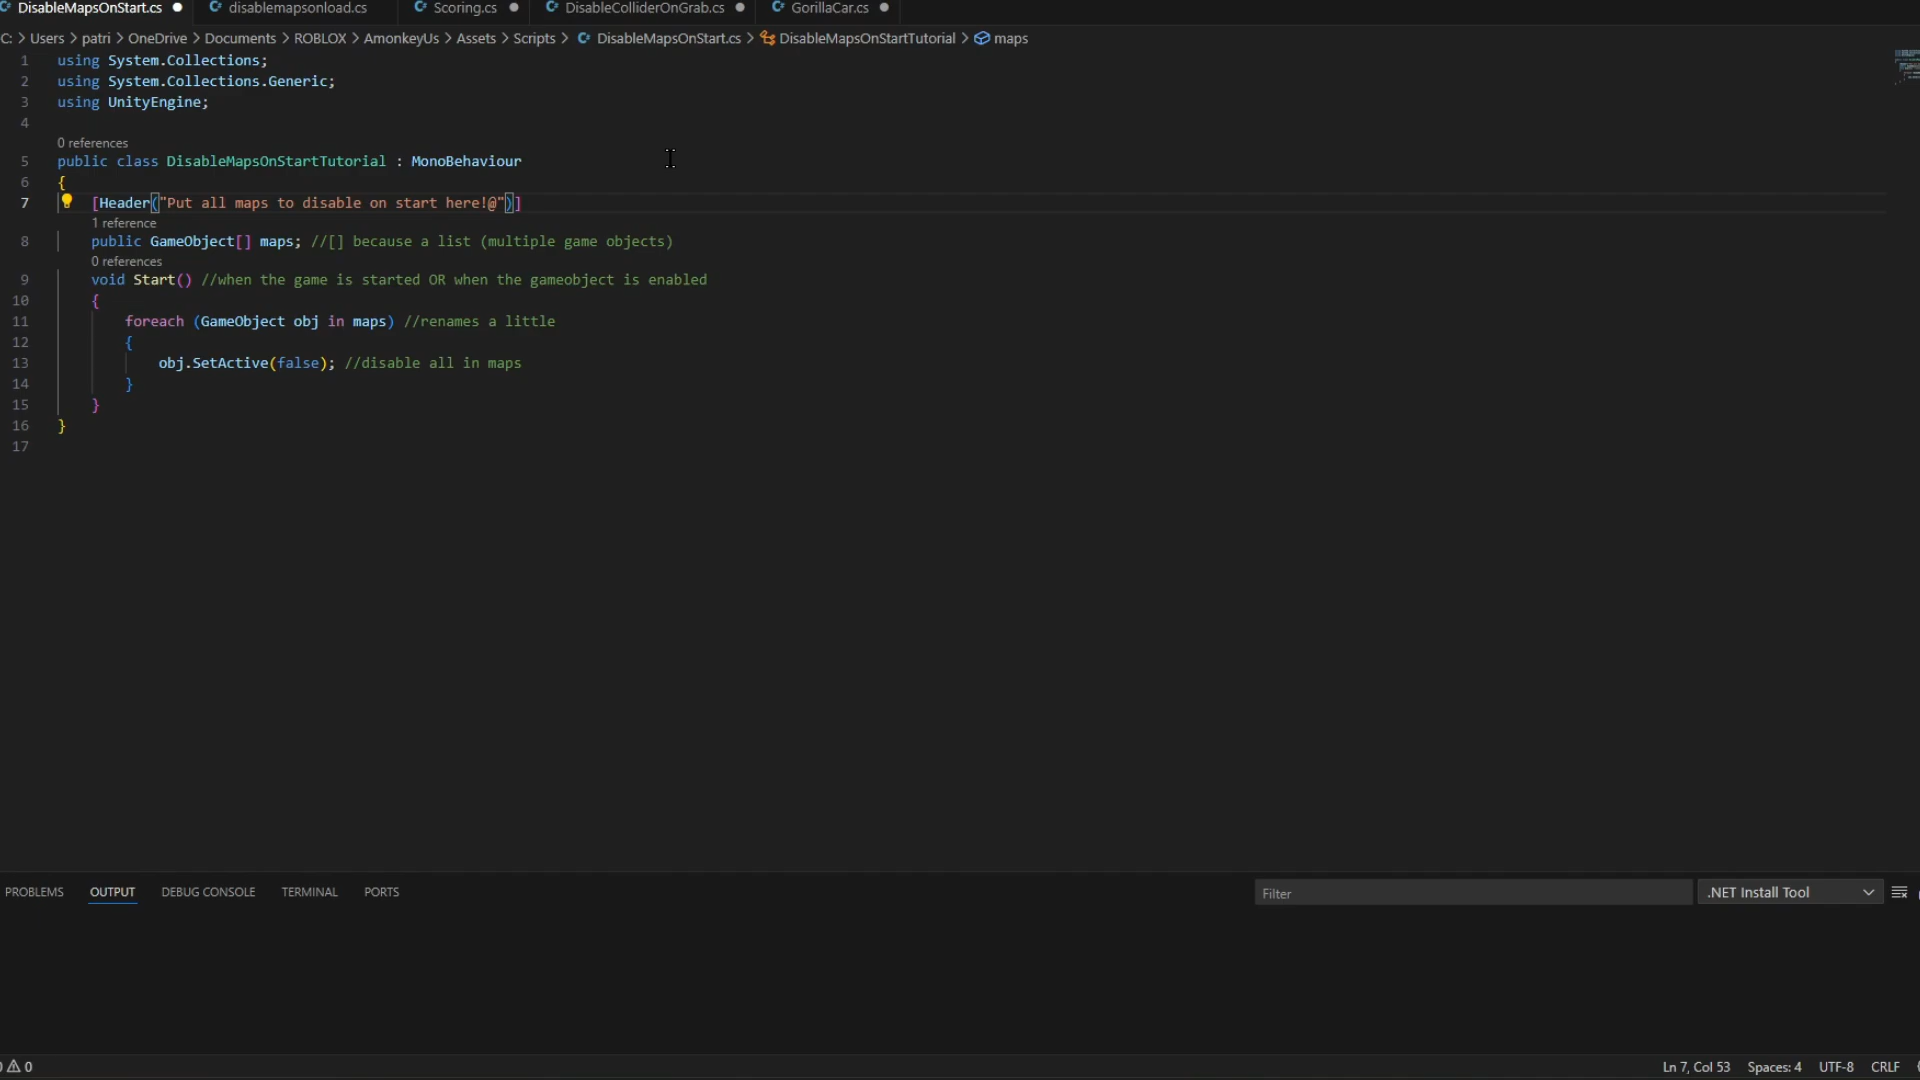 DisableMapsOnStart.cs disablemapsonload.cs Scoring.cs DisableColliderOnGrab.cs GorillaCar.cs
C: > Users > patri > OneDrive > Documents > ROBLOX > AmonkeyUs > Assets > Scripts > DisableMapsOnStart.cs > DisableMapsOnStartTutorial > maps
1 using System.Collections;
2 using System.Collections.Generic;
3 using UnityEngine;
4
0 references
5 public class DisableMapsOnStartTutorial : MonoBehaviour
6 {
7 [Header("Put all maps to disable on start here!@")]
1 reference
8 public GameObject[] maps; //[] because a list (multiple game objects)
0 references
9 void Start() //when the game is started OR when the gameobject is enabled
10 {
11 foreach (GameObject obj in maps) //renames a little
12 {
13 obj.SetActive(false); //disable all in maps
14 }
15 }
16 }
17
PROBLEMS OUTPUT DEBUG CONSOLE TERMINAL PORTS Filter .NET Install Tool
0 Ln 7, Col 53 Spaces: 4 UTF-8 CRLF